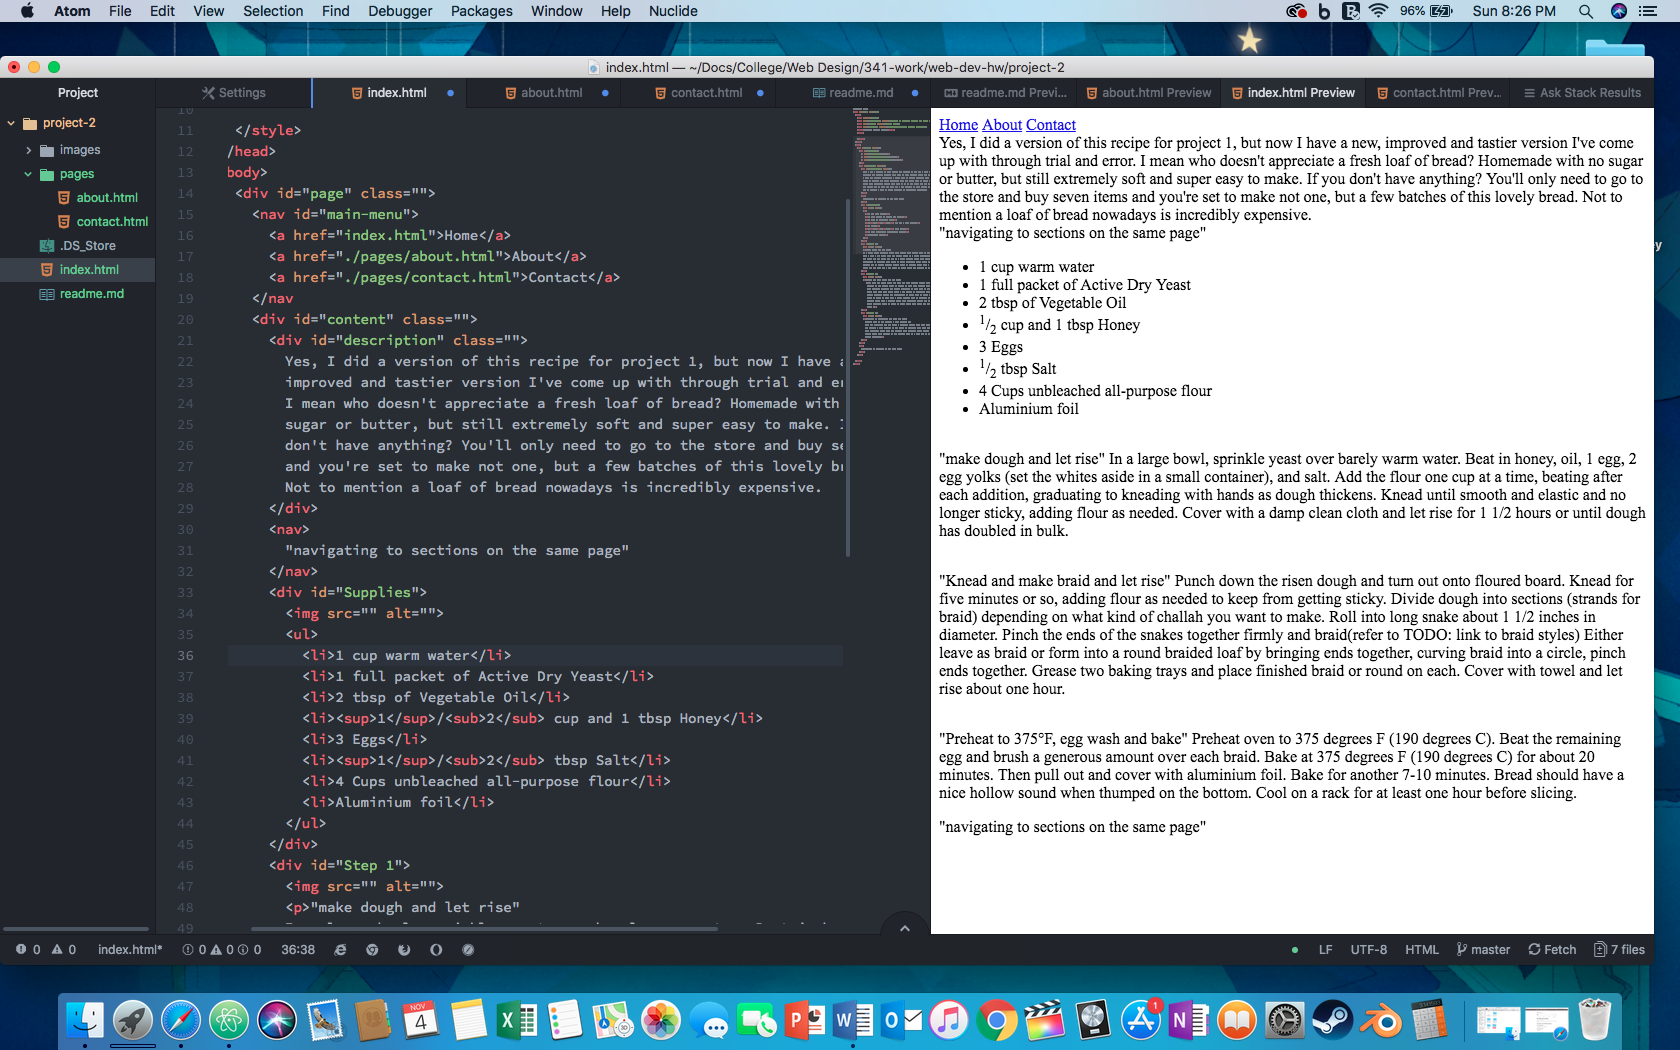 Atom File Edit View Selection Find Debugger Packages Window Help Nuclide 96% Sun 8:26 PM
index.html — ~/Docs/College/Web Design/341-work/web-dev-hw/project-2
Project
Settings
index.html
about.html
contact.html
readme.md
readme.md Previ...
about.html Preview
index.html Preview
contact.html Prev...
Ask Stack Results
project-2
images
pages
about.html
contact.html
.DS_Store
index.html
readme.md
10
11 </style>
12 /head>
13 body>
14 <div id="page" class="">
15 <nav id="main-menu">
16 <a href="index.html">Home</a>
17 <a href="./pages/about.html">About</a>
18 <a href="./pages/contact.html">Contact</a>
19 </nav
20 <div id="content" class="">
21 <div id="description" class="">
22 Yes, I did a version of this recipe for project 1, but now I have
23 improved and tastier version I've come up with through trial and
24 I mean who doesn't appreciate a fresh loaf of bread? Homemade with
25 sugar or butter, but still extremely soft and super easy to make.
26 don't have anything? You'll only need to go to the store and buy
27 and you're set to make not one, but a few batches of this lovely
28 Not to mention a loaf of bread nowadays is incredibly expensive.
29 </div>
30 <nav>
31 "navigating to sections on the same page"
32 </nav>
33 <div id="Supplies">
34 <img src="" alt="">
35 <ul>
36 <li>1 cup warm water</li>
37 <li>1 full packet of Active Dry Yeast</li>
38 <li>2 tbsp of Vegetable Oil</li>
39 <li><sup>1</sup>/<sub>2</sub> cup and 1 tbsp Honey</li>
40 <li>3 Eggs</li>
41 <li><sup>1</sup>/<sub>2</sub> tbsp Salt</li>
42 <li>4 Cups unbleached all-purpose flour</li>
43 <li>Aluminium foil</li>
44 </ul>
45 </div>
46 <div id="Step 1">
47 <img src="" alt="">
48 <p>"make dough and let rise"
49
Home About Contact
Yes, I did a version of this recipe for project 1, but now I have a new, improved and tastier version I've come
up with through trial and error. I mean who doesn't appreciate a fresh loaf of bread? Homemade with no sugar
or butter, but still extremely soft and super easy to make. If you don't have anything? You'll only need to go to
the store and buy seven items and you're set to make not one, but a few batches of this lovely bread. Not to
mention a loaf of bread nowadays is incredibly expensive.
"navigating to sections on the same page"
1 cup warm water
1 full packet of Active Dry Yeast
2 tbsp of Vegetable Oil
1/2 cup and 1 tbsp Honey
3 Eggs
1/2 tbsp Salt
4 Cups unbleached all-purpose flour
Aluminium foil
"make dough and let rise" In a large bowl, sprinkle yeast over barely warm water. Beat in honey, oil, 1 egg, 2
egg yolks (set the whites aside in a small container), and salt. Add the flour one cup at a time, beating after
each addition, graduating to kneading with hands as dough thickens. Knead until smooth and elastic and no
longer sticky, adding flour as needed. Cover with a damp clean cloth and let rise for 1 1/2 hours or until dough
has doubled in bulk.
"Knead and make braid and let rise" Punch down the risen dough and turn out onto floured board. Knead for
five minutes or so, adding flour as needed to keep from getting sticky. Divide dough into sections (strands for
braid) depending on what kind of challah you want to make. Roll into long snake about 1 1/2 inches in
diameter. Pinch the ends of the snakes together firmly and braid(refer to TODO: link to braid styles) Either
leave as braid or form into a round braided loaf by bringing ends together, curving braid into a circle, pinch
ends together. Grease two baking trays and place finished braid or round on each. Cover with towel and let
rise about one hour.
"Preheat to 375°F, egg wash and bake" Preheat oven to 375 degrees F (190 degrees C). Beat the remaining
egg and brush a generous amount over each braid. Bake at 375 degrees F (190 degrees C) for about 20
minutes. Then pull out and cover with aluminium foil. Bake for another 7-10 minutes. Bread should have a
nice hollow sound when thumped on the bottom. Cool on a rack for at least one hour before slicing.
"navigating to sections on the same page"
0 0 index.html* 0 0 0 36:38 LF UTF-8 HTML master Fetch 7 files
NOV
4
3D
1